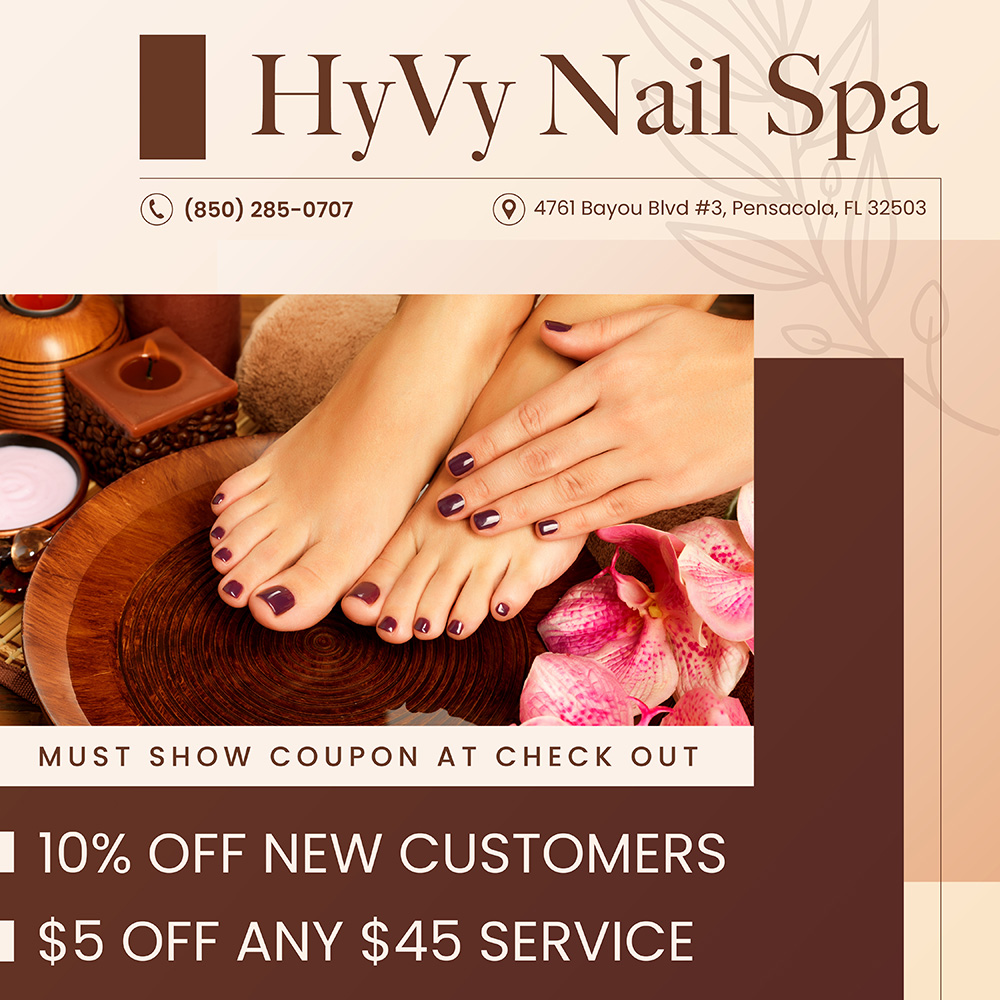 HyVy Nail Spa
(850) 285-0707
4761 Bayou Blvd #3, Pensacola, FL 32503
MUST SHOW COUPON AT CHECK OUT
10% OFF NEW CUSTOMERS
$5 OFF ANY $45 SERVICE